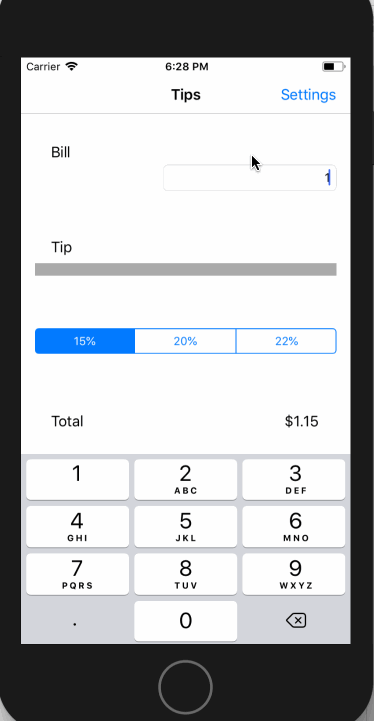 Carrier 6:28 PM
Tips Settings
Bill
1
Tip
15% 20% 22%
Total $1.15
1 2 3
ABC DEF
4 5 6
GHI JKL MNO
7 8 9
PQRS TUV WXYZ
. 0